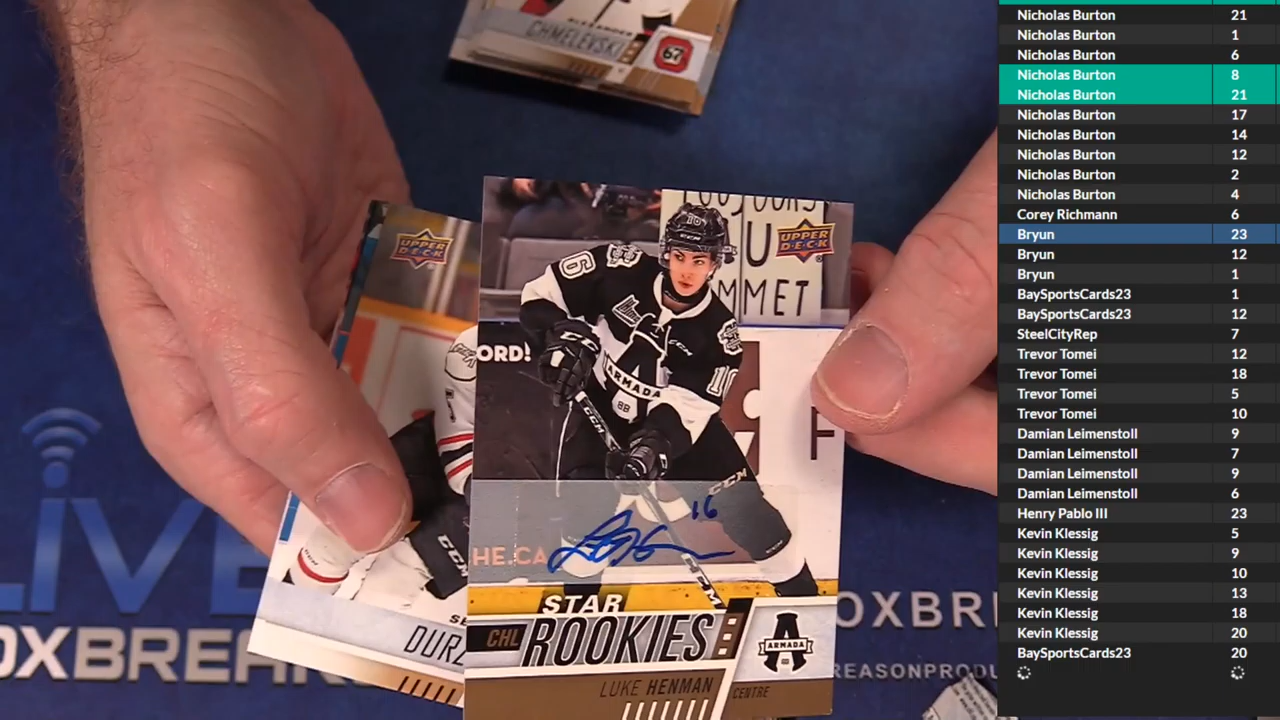 ALEXANDER
CHMELEVSKI
67
UPPER
DECK
UPPER
DECK
TOUJOURS
U
MMET
ORD!
16
16
CCM
ARMADA
BB
16
HE.CA
F
STAR
CHL ROOKIES
ARMADA
LUKE HENMAN
CENTRE
CCM
LIVE
OXBREA
OXBRE
REASONPRODU
Nicholas Burton 21
Nicholas Burton 1
Nicholas Burton 6
Nicholas Burton 8
Nicholas Burton 21
Nicholas Burton 17
Nicholas Burton 14
Nicholas Burton 12
Nicholas Burton 2
Nicholas Burton 4
Corey Richmann 6
Bryun 23
Bryun 12
Bryun 1
BaySportsCards23 1
BaySportsCards23 12
SteelCityRep 7
Trevor Tomei 12
Trevor Tomei 18
Trevor Tomei 5
Trevor Tomei 10
Damian Leimenstoll 9
Damian Leimenstoll 7
Damian Leimenstoll 9
Damian Leimenstoll 6
Henry Pablo III 23
Kevin Klessig 5
Kevin Klessig 9
Kevin Klessig 10
Kevin Klessig 13
Kevin Klessig 18
Kevin Klessig 20
BaySportsCards23 20